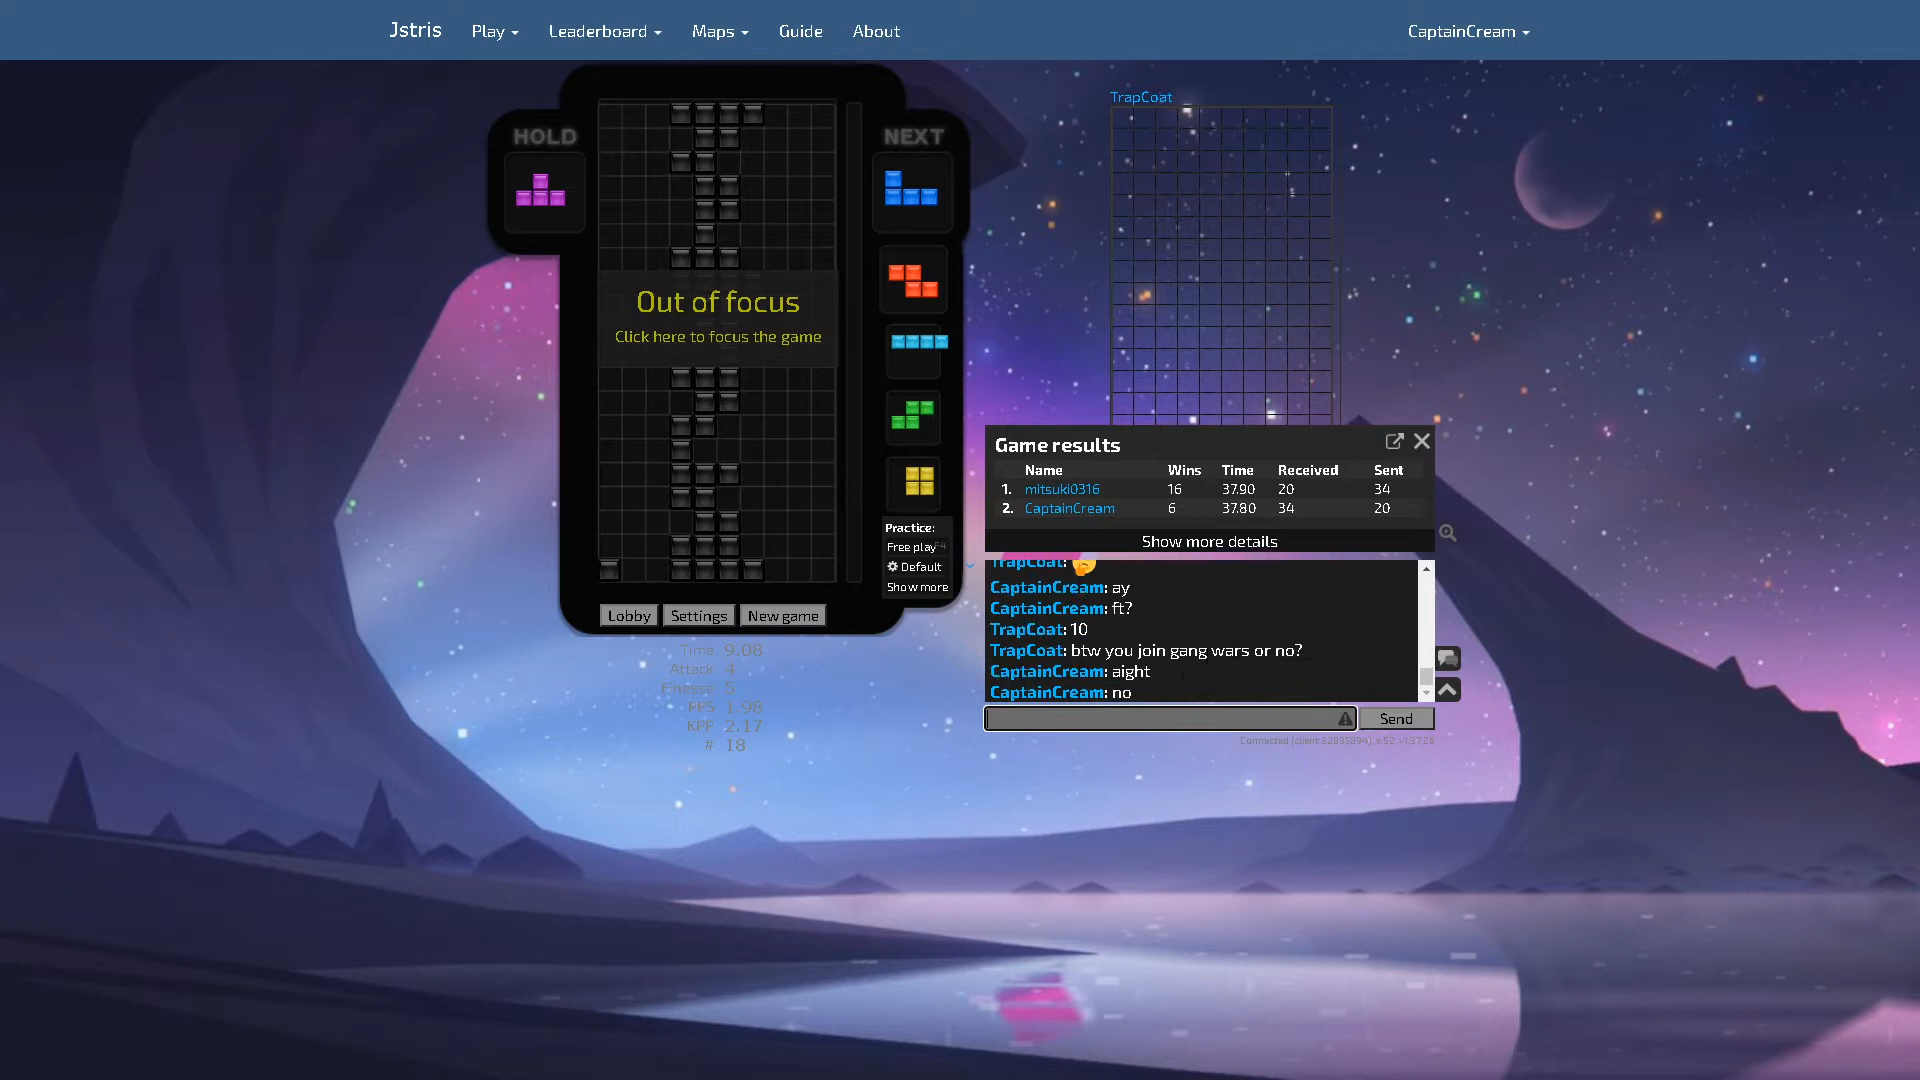 Jstris Play Leaderboard Maps Guide About CaptainCream
HOLD
NEXT
TrapCoat
Out of focus
Click here to focus the game
Game results
Name Wins Time Received Sent
1. mitsuki0316 16 37.90 20 34
2. CaptainCream 6 37.80 34 20
Show more details
Practice:
Free play F4
Default
Show more
TrapCoat:
CaptainCream: ay
CaptainCream: ft?
TrapCoat: 10
TrapCoat: btw you join gang wars or no?
CaptainCream: aight
CaptainCream: no
Send
Lobby Settings New game
Time 9.08
Attack 4
Finesse 5
PPS 1.98
KPP 2.17
# 18